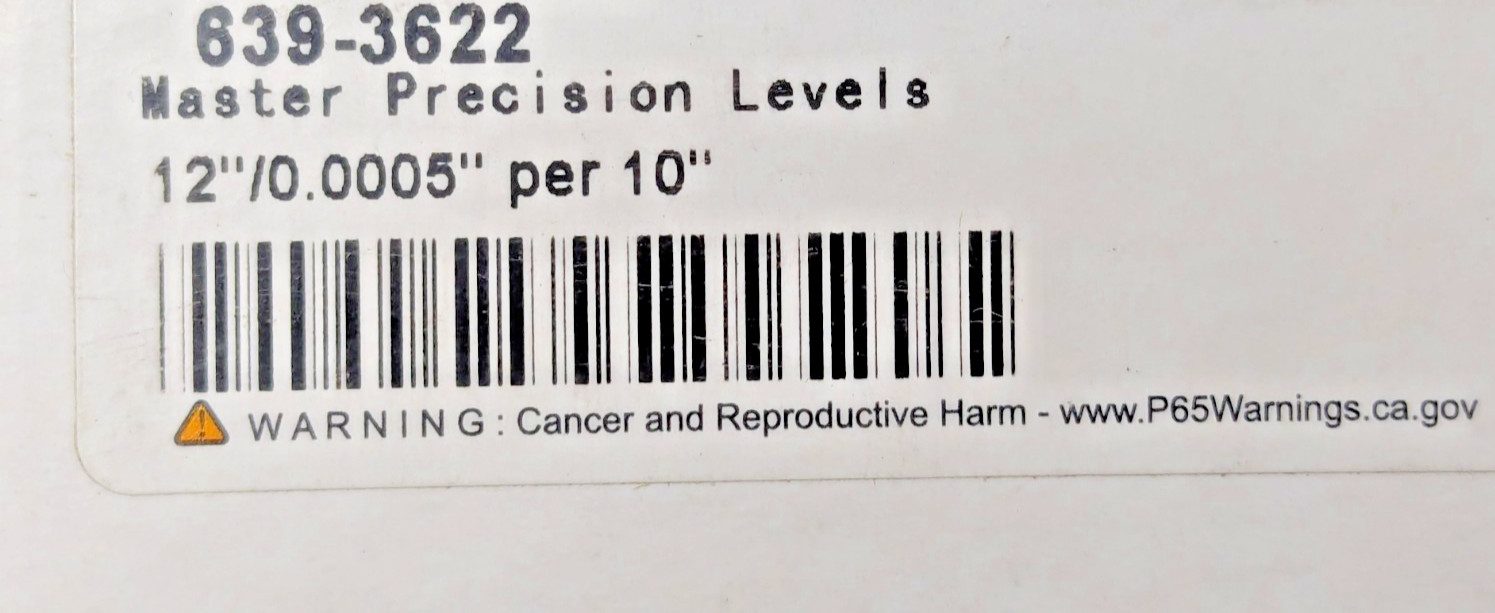 639-3622
Master Precision Levels
12"/0.0005" per 10"
WARNING: Cancer and Reproductive Harm - www.P65Warnings.ca.gov